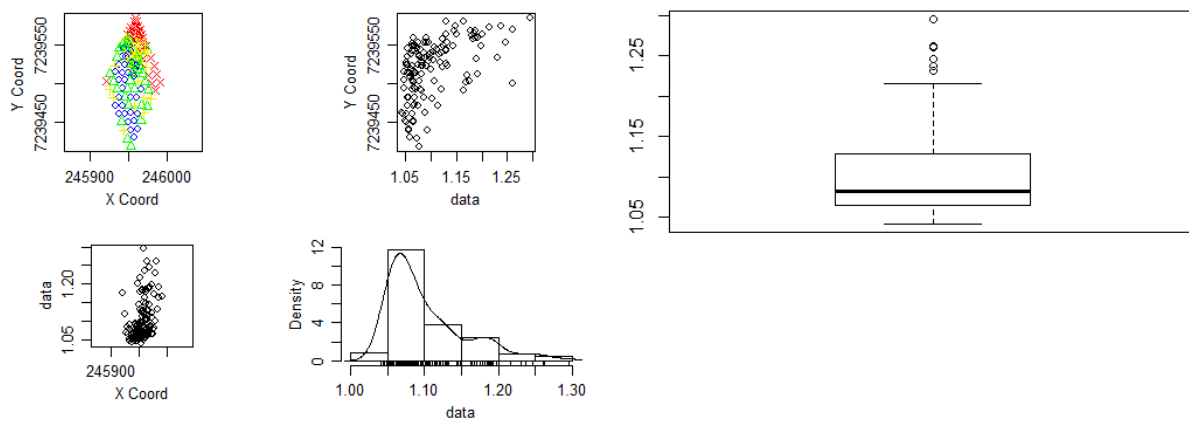 Y Coord
7239450 7239550
245900 246000
X Coord
Y Coord
7239450 7239550
1.05 1.15 1.25
data
1.05 1.15 1.25
data
1.05 1.20
245900
X Coord
Density
0 4 8 12
1.00 1.10 1.20 1.30
data